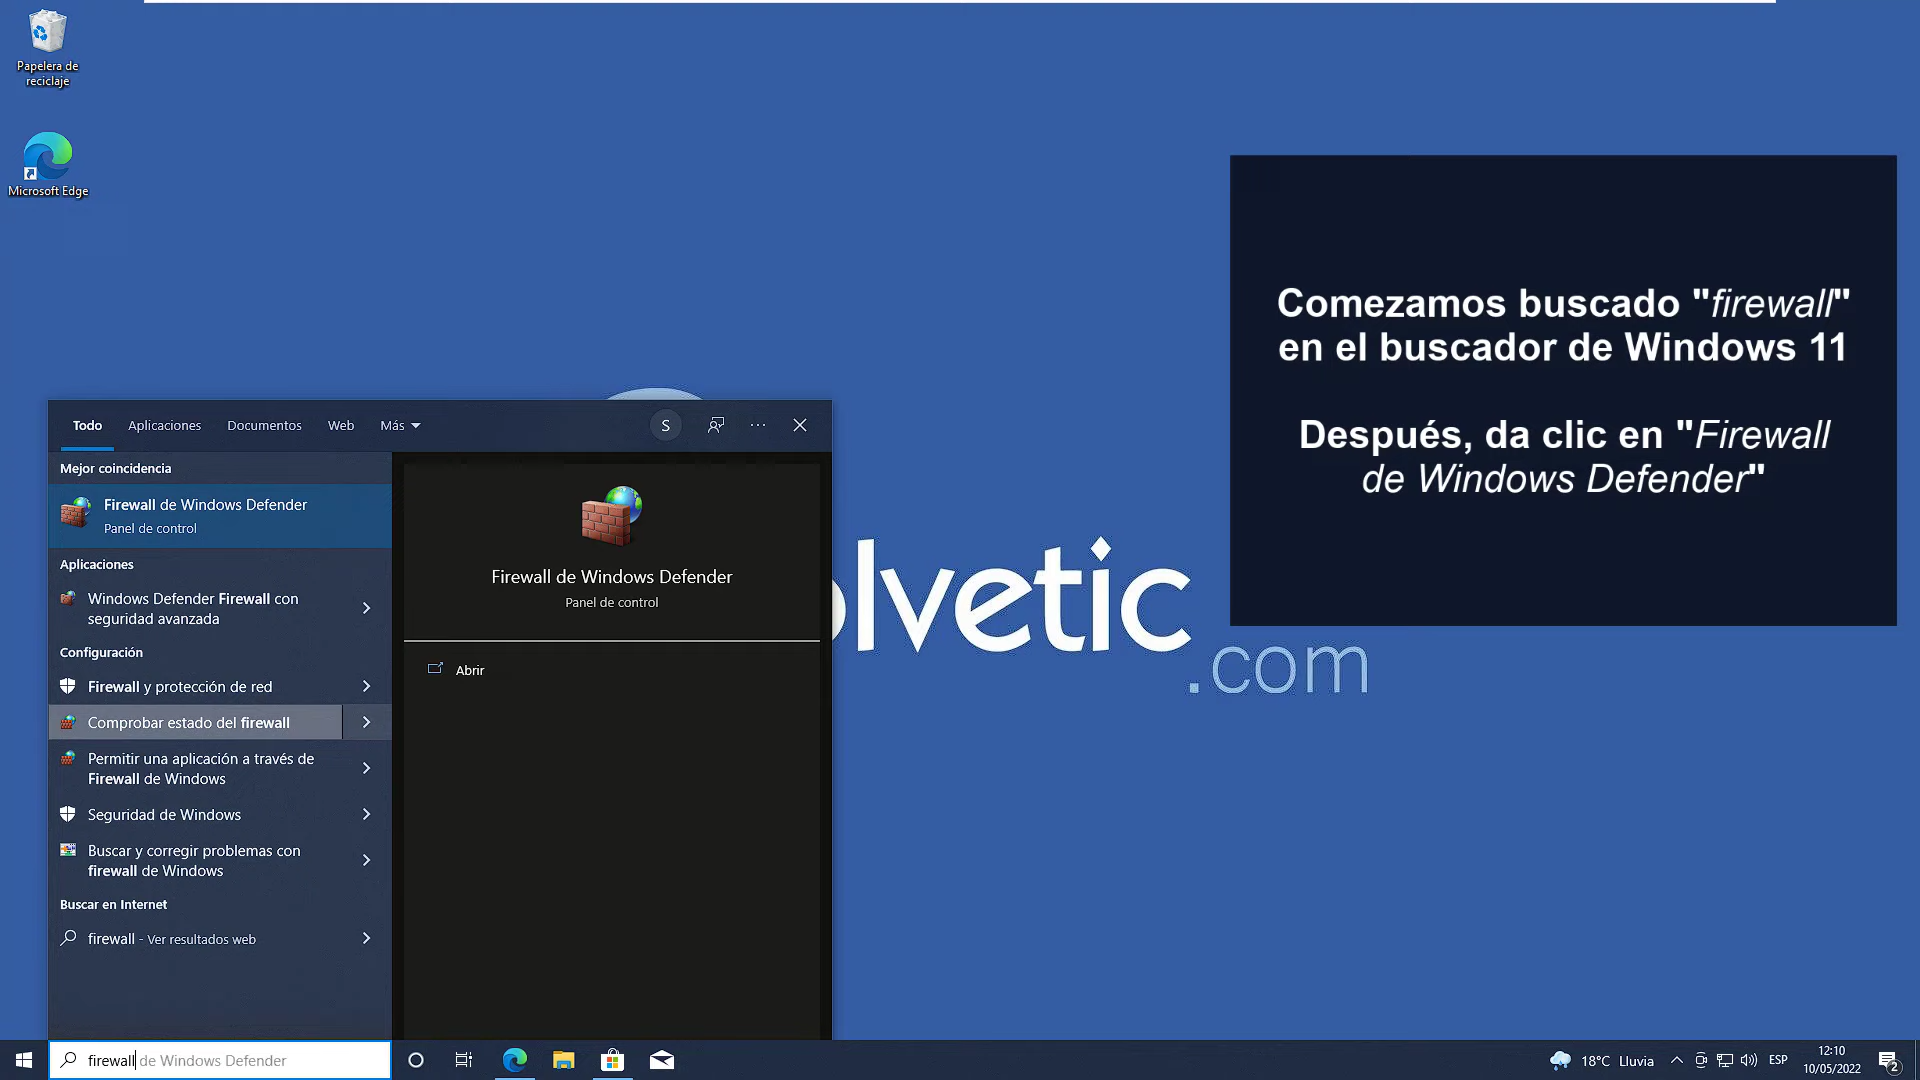 Papelera de
reciclaje
Microsoft Edge
Comezamos buscado "firewall"
en el buscador de Windows 11
Después, da clic en "Firewall
de Windows Defender"
Todo Aplicaciones Documentos Web Más S ···
Mejor coincidencia
Firewall de Windows Defender
Panel de control
Aplicaciones
Windows Defender Firewall con
seguridad avanzada
Configuración
Firewall y protección de red
Comprobar estado del firewall
Permitir una aplicación a través de
Firewall de Windows
Seguridad de Windows
Buscar y corregir problemas con
firewall de Windows
Buscar en Internet
firewall - Ver resultados web
Firewall de Windows Defender
Panel de control
Abrir
olvetic
.com
firewall de Windows Defender
18°C Lluvia
ESP
12:10
10/05/2022
2